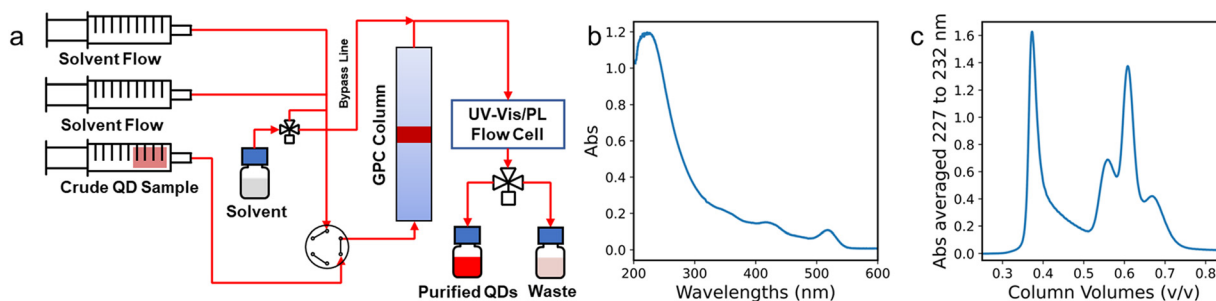 a
Solvent Flow
Solvent Flow
Crude QD Sample
Solvent
Bypass Line
GPC Column
UV-Vis/PL
Flow Cell
Purified QDs
Waste
b
Abs
1.2
1.0
0.8
0.6
0.4
0.2
0.0
200
300
400
500
600
Wavelengths (nm)
c
Abs averaged 227 to 232 nm
1.6
1.4
1.2
1.0
0.8
0.6
0.4
0.2
0.0
0.3
0.4
0.5
0.6
0.7
0.8
Column Volumes (v/v)